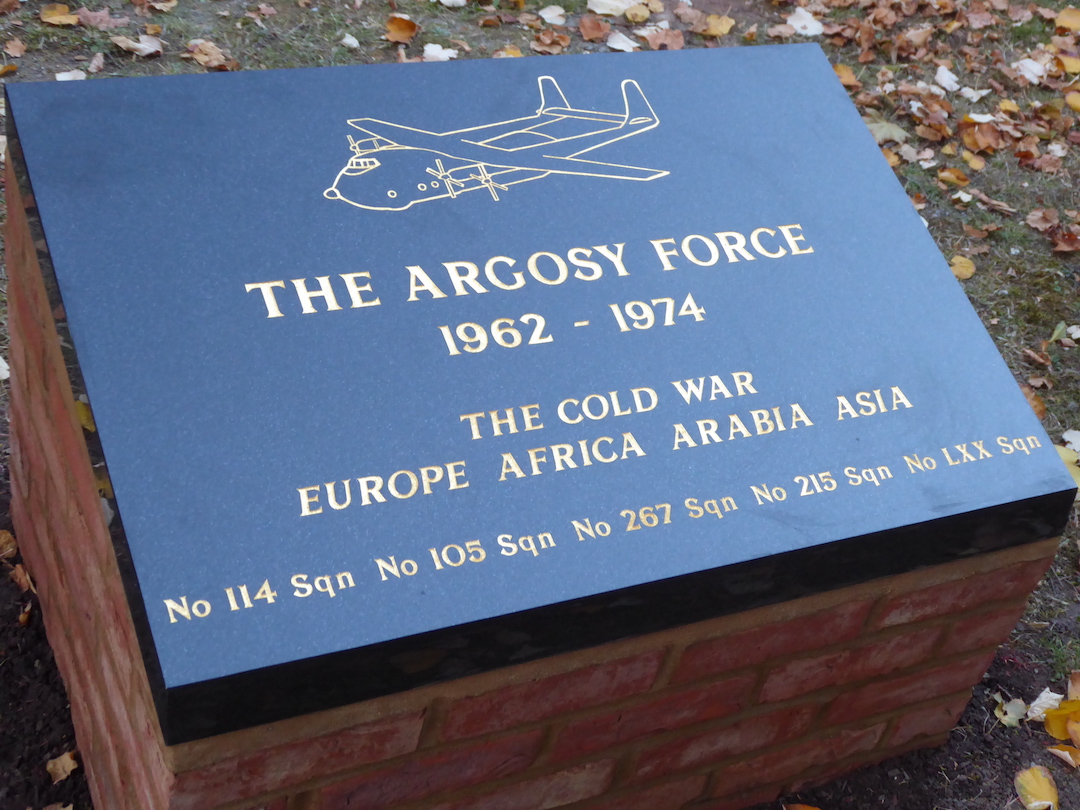 THE ARGOSY FORCE
1962 - 1974
THE COLD WAR
EUROPE AFRICA ARABIA ASIA
No 114 Sqn No 105 Sqn No 267 Sqn No 215 Sqn No LXX Sqn